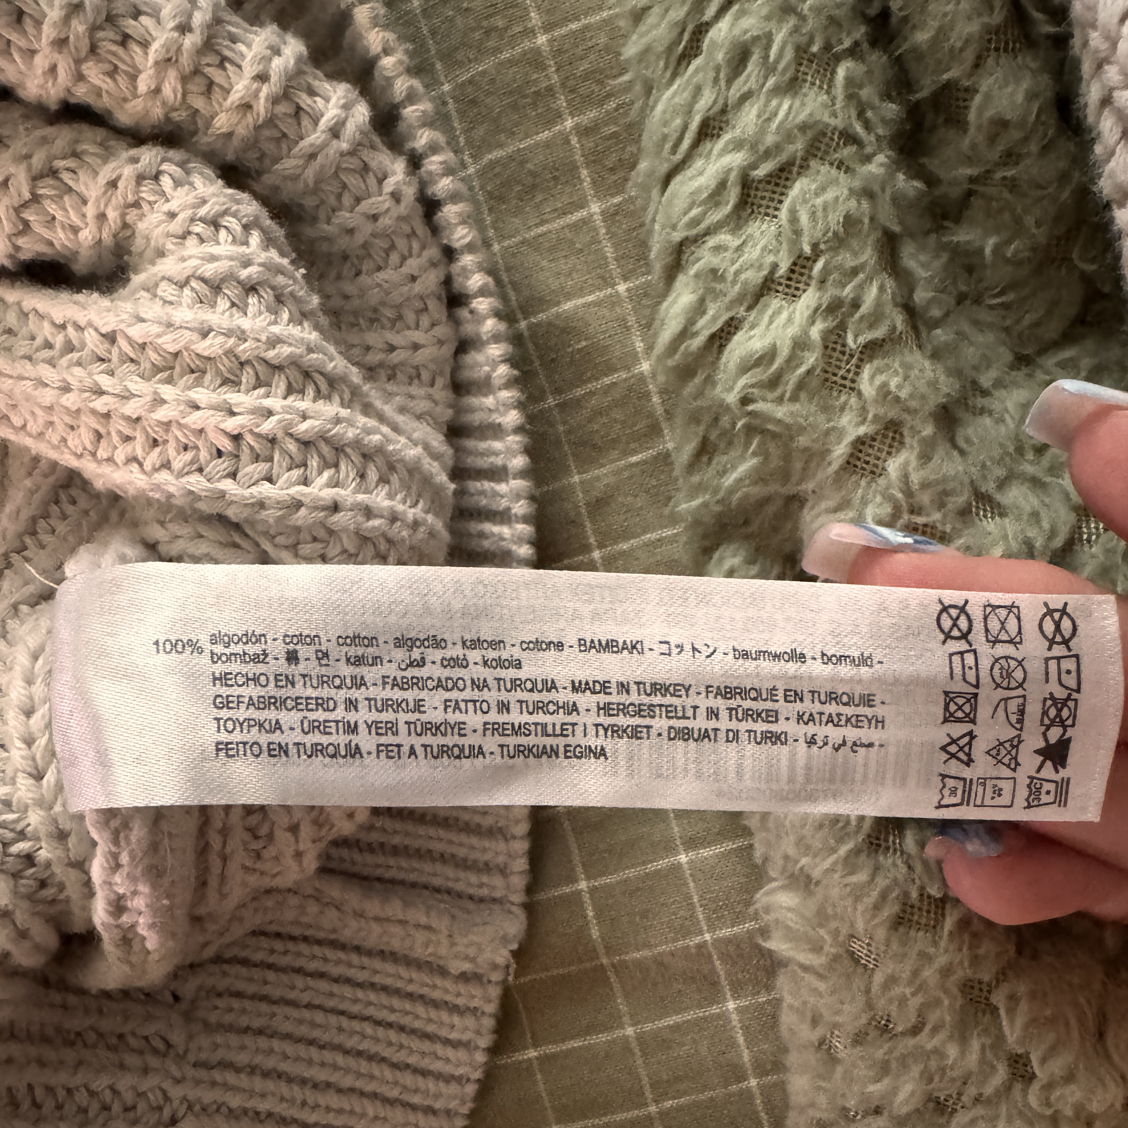 100% algodón - coton - cotton - algodão - katoen - cotone - BAMBAKI - コットン - baumwolle - bomuld -
bombaž - 棉 - 면 - katun - قطن - cotó - kotoia
HECHO EN TURQUIA - FABRICADO NA TURQUIA - MADE IN TURKEY - FABRIQUÉ EN TURQUIE -
GEFABRICEERD IN TURKIJE - FATTO IN TURCHIA - HERGESTELLT IN TÜRKEI - ΚΑΤΑΣΚΕΥΗ
ΤΟΥΡΚΙΑ - ÜRETİM YERİ TÜRKİYE - FREMSTILLET I TYRKIET - DIBUAT DI TURKI - صنع في تركيا -
FEITO EN TURQUÍA - FET A TURQUIA - TURKIAN EGINA
30C